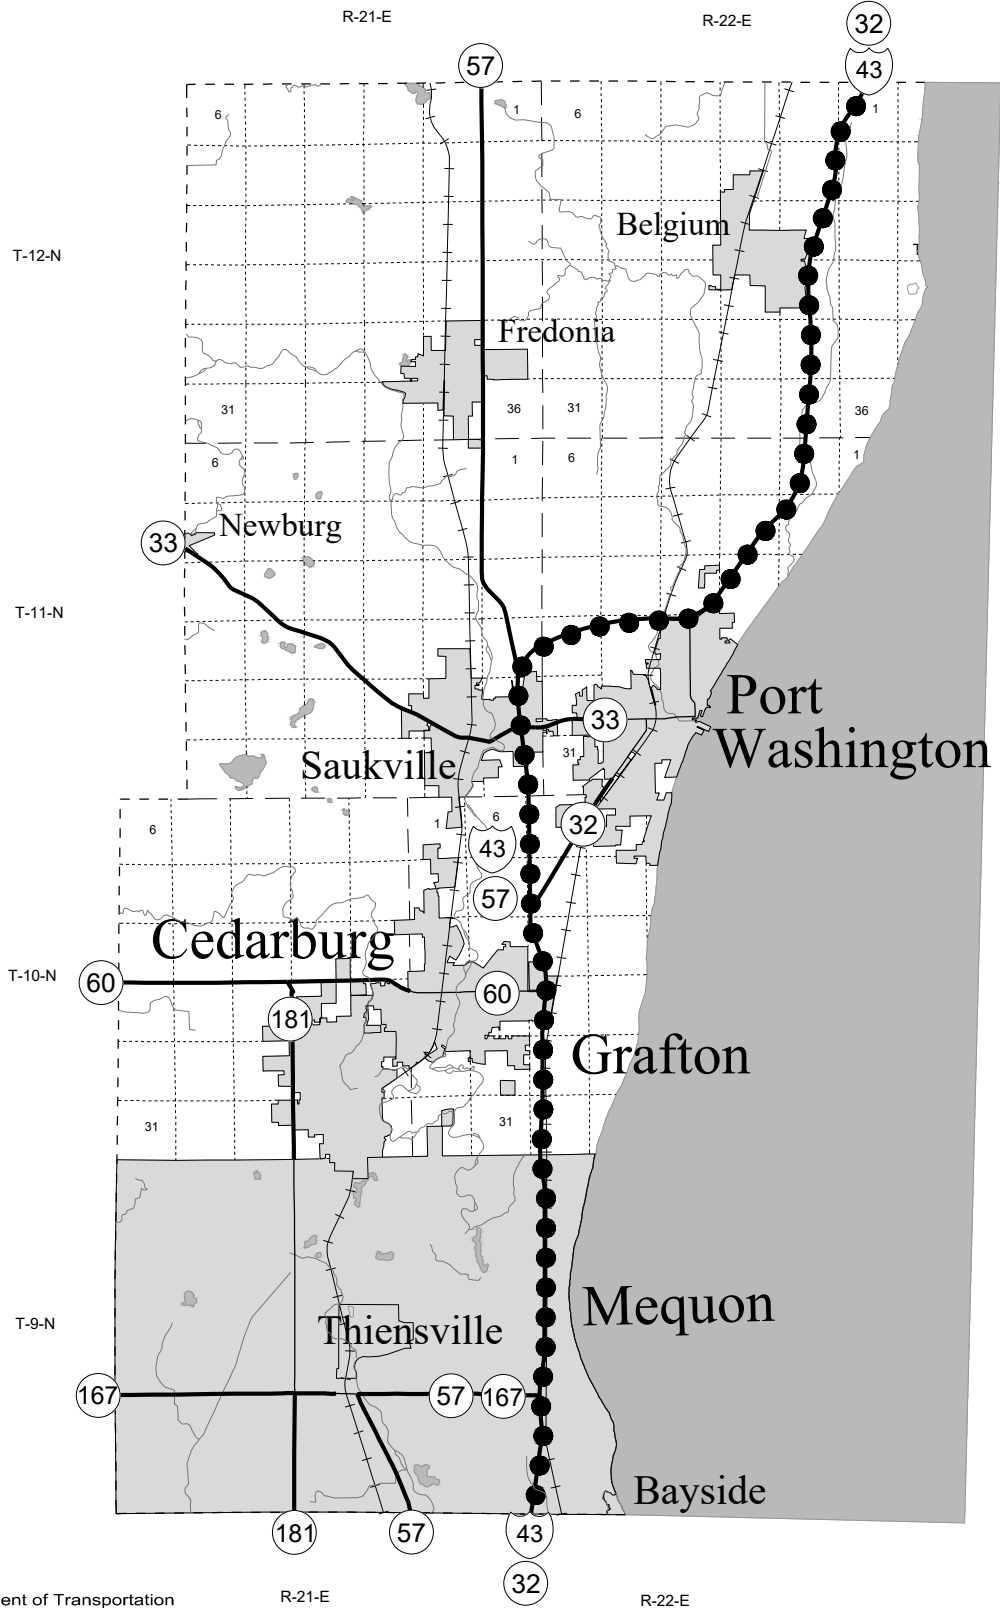 R-21-E
R-22-E
32
57
43
6
1
6
1
Belgium
T-12-N
Fredonia
31
36
31
36
6
1
6
1
Newburg
33
T-11-N
Port
Washington
33
31
Saukville
6
1
6
32
43
57
Cedarburg
T-10-N
60
60
181
Grafton
31
31
Mequon
T-9-N
Thiensville
167
57
167
Bayside
181
57
43
32
ent of Transportation
R-21-E
R-22-E